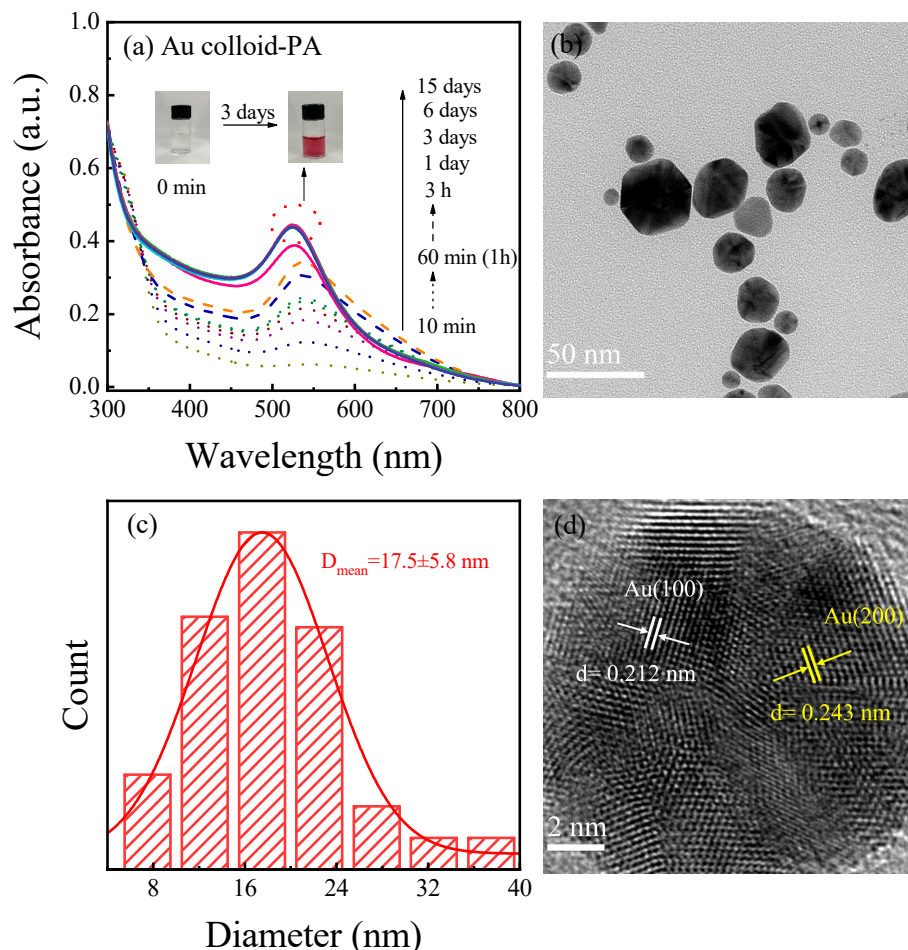 (a) Au colloid-PA
3 days
0 min
15 days
6 days
3 days
1 day
3 h
60 min (1h)
10 min
Absorbance (a.u.)
1.0
0.8
0.6
0.4
0.2
0.0
300 400 500 600 700 800
Wavelength (nm)
(b)
50 nm
(c)
D_mean=17.5±5.8 nm
Count
8 16 24 32 40
Diameter (nm)
(d)
Au(100)
d= 0.212 nm
Au(200)
d= 0.243 nm
2 nm